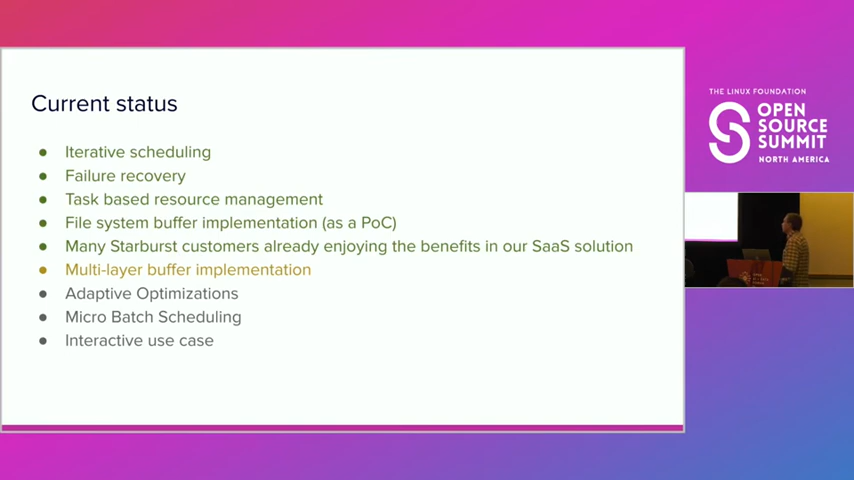 Current status
Iterative scheduling
Failure recovery
Task based resource management
File system buffer implementation (as a PoC)
Many Starburst customers already enjoying the benefits in our SaaS solution
Multi-layer buffer implementation
Adaptive Optimizations
Micro Batch Scheduling
Interactive use case
THE LINUX FOUNDATION
OPEN
SOURCE
SUMMIT
NORTH AMERICA